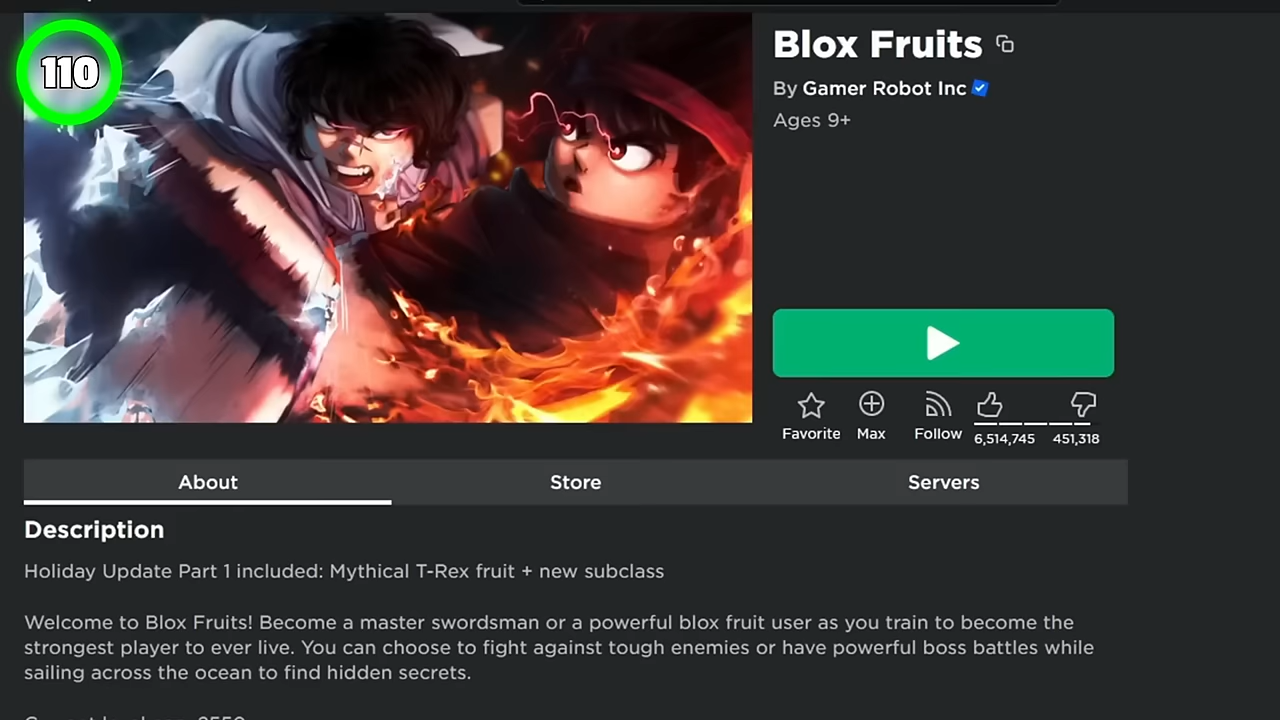 110
Blox Fruits
By Gamer Robot Inc
Ages 9+
Favorite Max Follow 6,514,745 451,318
About Store Servers
Description
Holiday Update Part 1 included: Mythical T-Rex fruit + new subclass
Welcome to Blox Fruits! Become a master swordsman or a powerful blox fruit user as you train to become the
strongest player to ever live. You can choose to fight against tough enemies or have powerful boss battles while
sailing across the ocean to find hidden secrets.